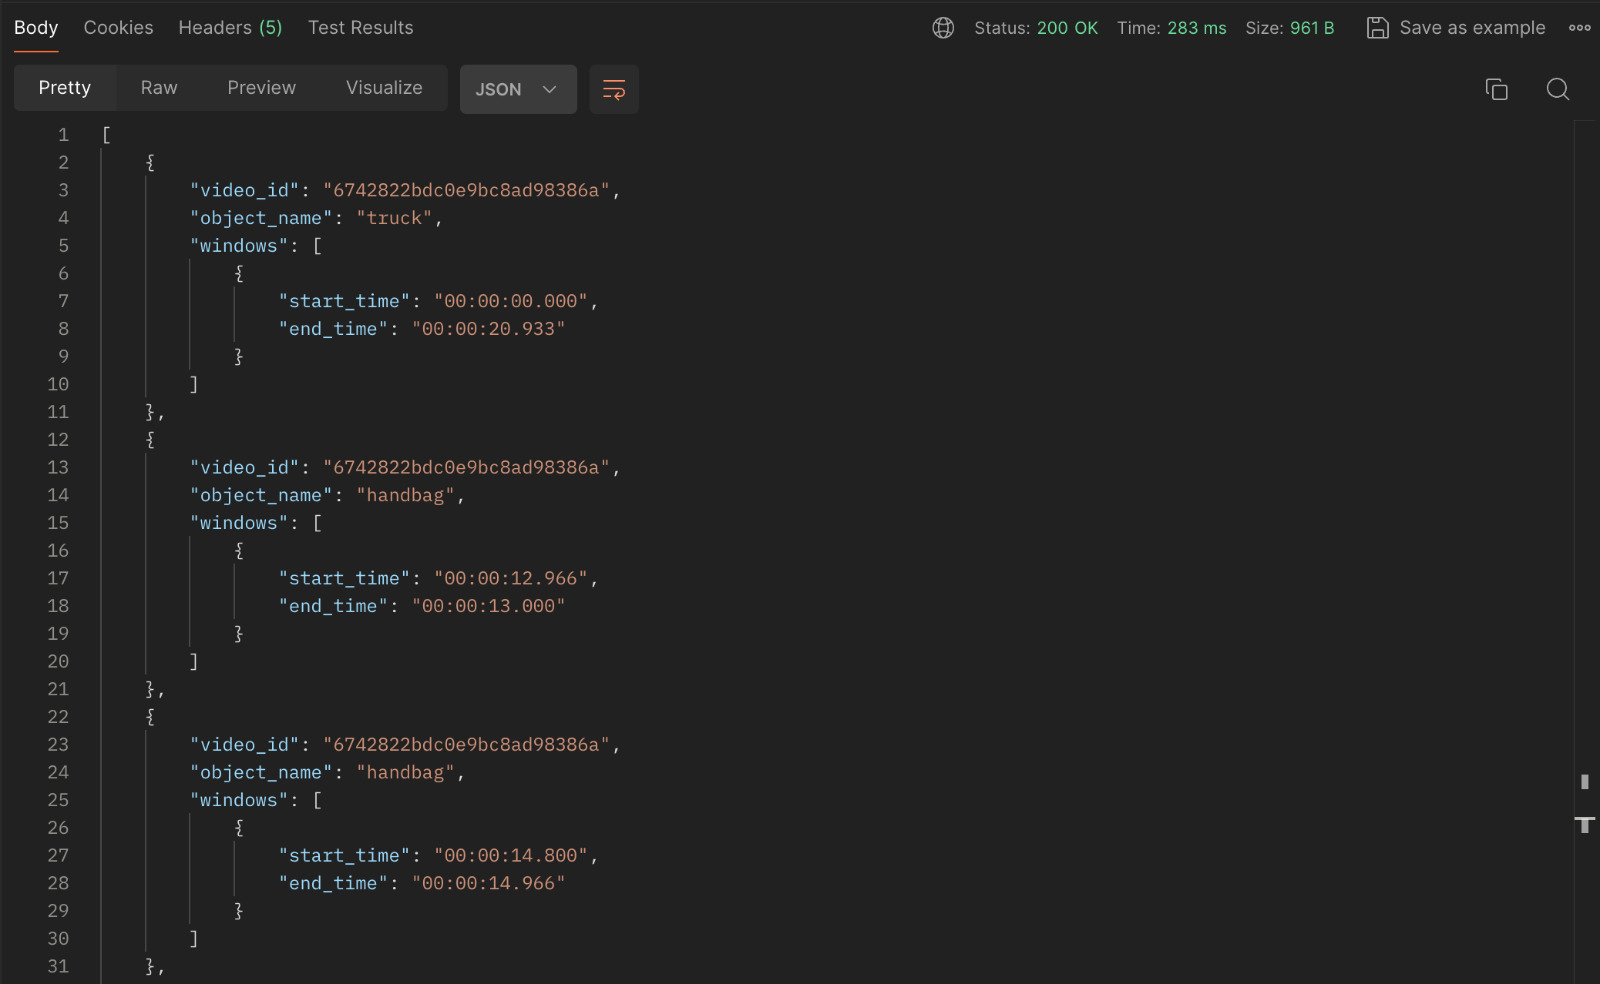 Body Cookies Headers (5) Test Results Status: 200 OK Time: 283 ms Size: 961 B Save as example
Pretty Raw Preview Visualize JSON
1 [
2 {
3 "video_id": "6742822bdc0e9bc8ad98386a",
4 "object_name": "truck",
5 "windows": [
6 {
7 "start_time": "00:00:00.000",
8 "end_time": "00:00:20.933"
9 }
10 ]
11 },
12 {
13 "video_id": "6742822bdc0e9bc8ad98386a",
14 "object_name": "handbag",
15 "windows": [
16 {
17 "start_time": "00:00:12.966",
18 "end_time": "00:00:13.000"
19 }
20 ]
21 },
22 {
23 "video_id": "6742822bdc0e9bc8ad98386a",
24 "object_name": "handbag",
25 "windows": [
26 {
27 "start_time": "00:00:14.800",
28 "end_time": "00:00:14.966"
29 }
30 ]
31 },